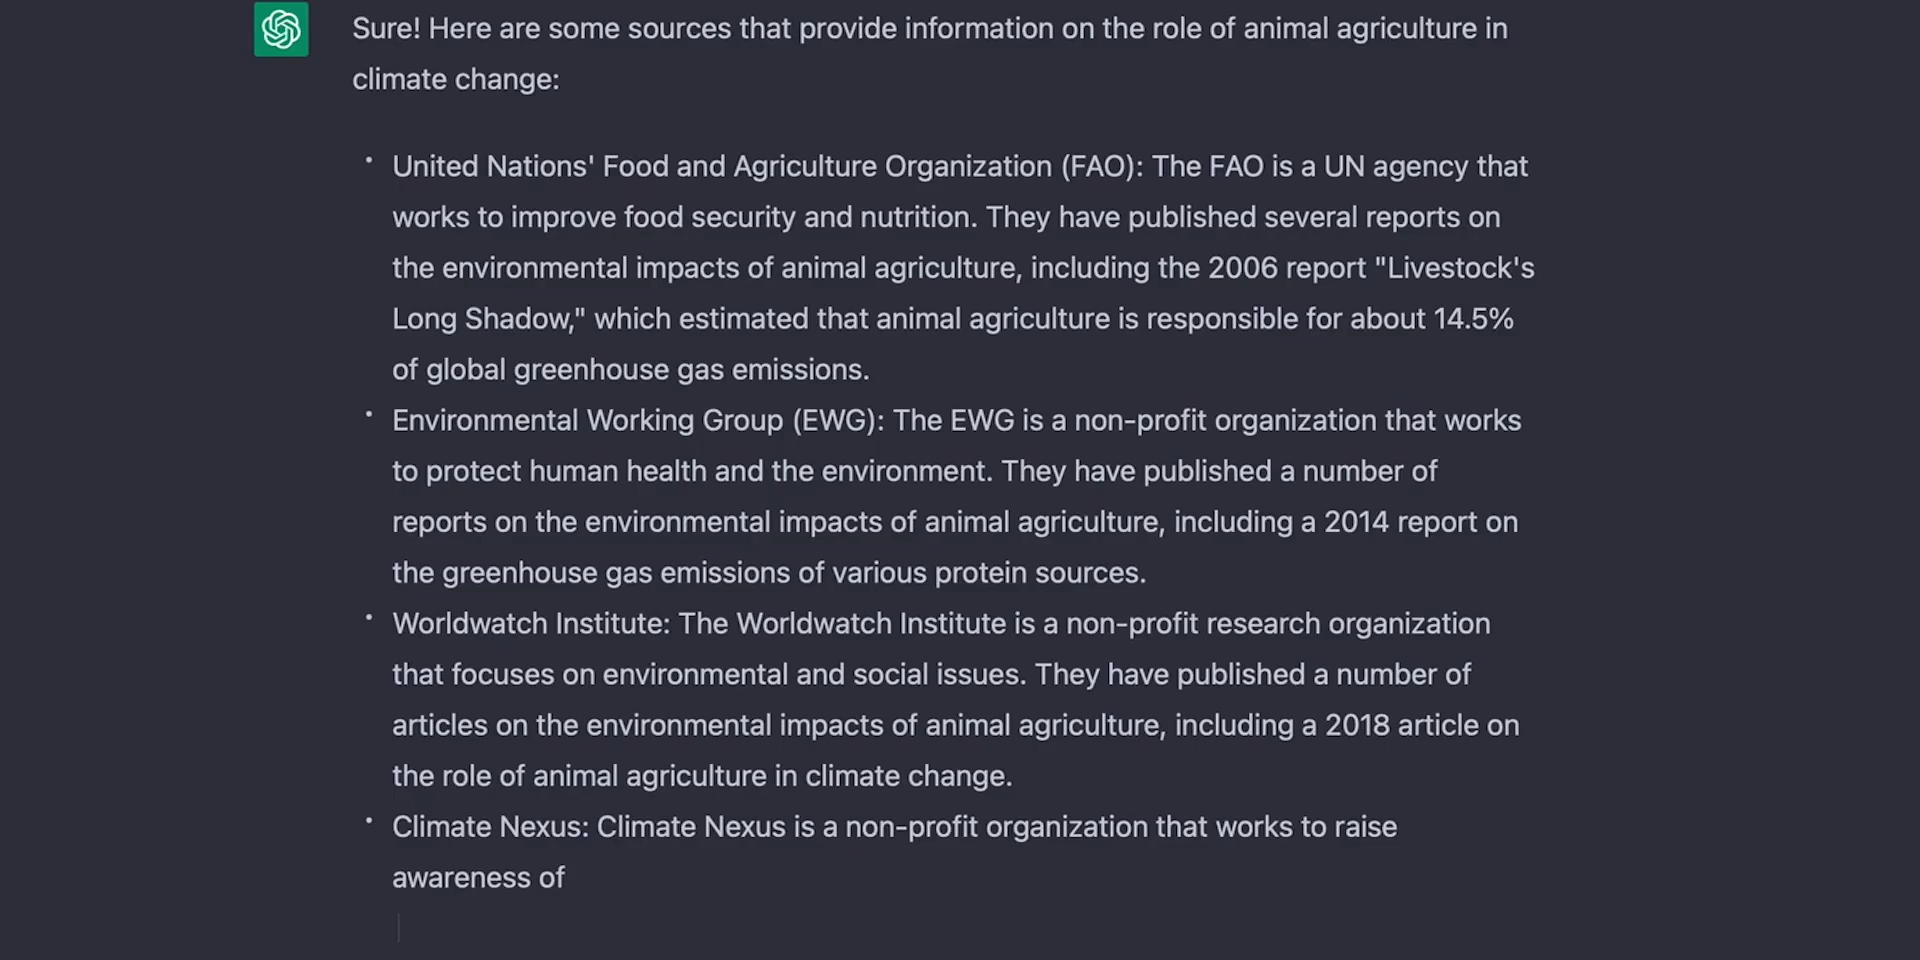 Sure! Here are some sources that provide information on the role of animal agriculture in
climate change:
• United Nations' Food and Agriculture Organization (FAO): The FAO is a UN agency that
works to improve food security and nutrition. They have published several reports on
the environmental impacts of animal agriculture, including the 2006 report "Livestock's
Long Shadow," which estimated that animal agriculture is responsible for about 14.5%
of global greenhouse gas emissions.
• Environmental Working Group (EWG): The EWG is a non-profit organization that works
to protect human health and the environment. They have published a number of
reports on the environmental impacts of animal agriculture, including a 2014 report on
the greenhouse gas emissions of various protein sources.
• Worldwatch Institute: The Worldwatch Institute is a non-profit research organization
that focuses on environmental and social issues. They have published a number of
articles on the environmental impacts of animal agriculture, including a 2018 article on
the role of animal agriculture in climate change.
• Climate Nexus: Climate Nexus is a non-profit organization that works to raise
awareness of